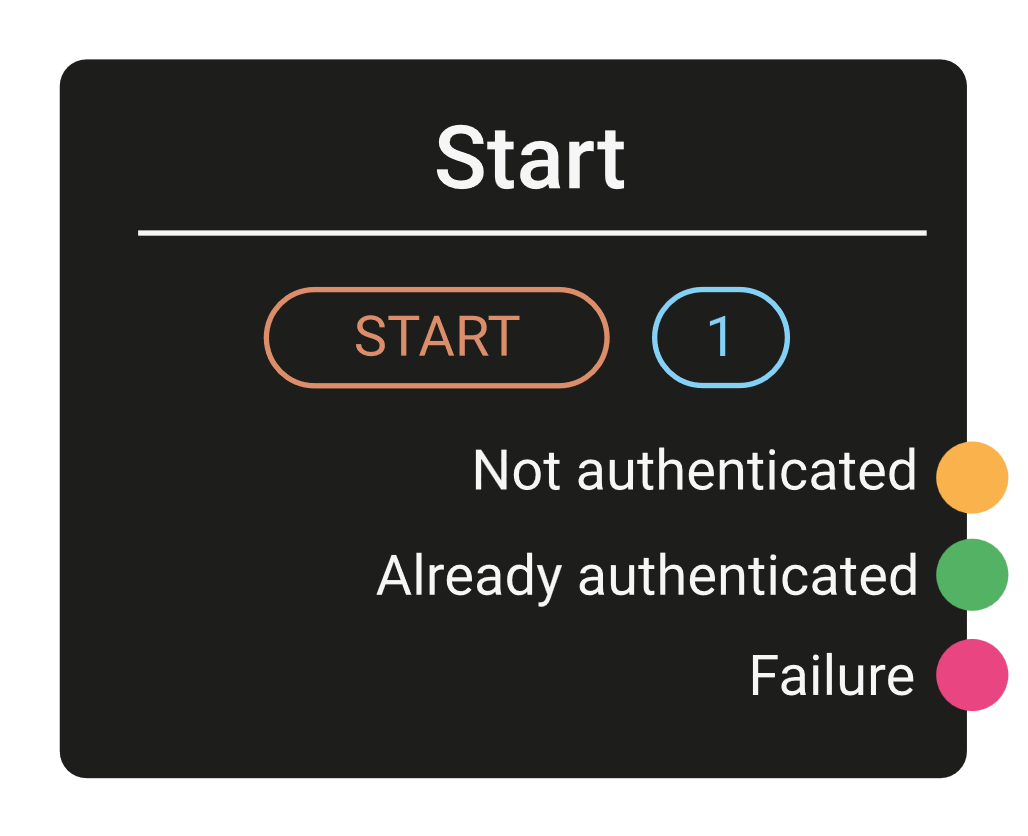 Start
START 1
Not authenticated
Already authenticated
Failure